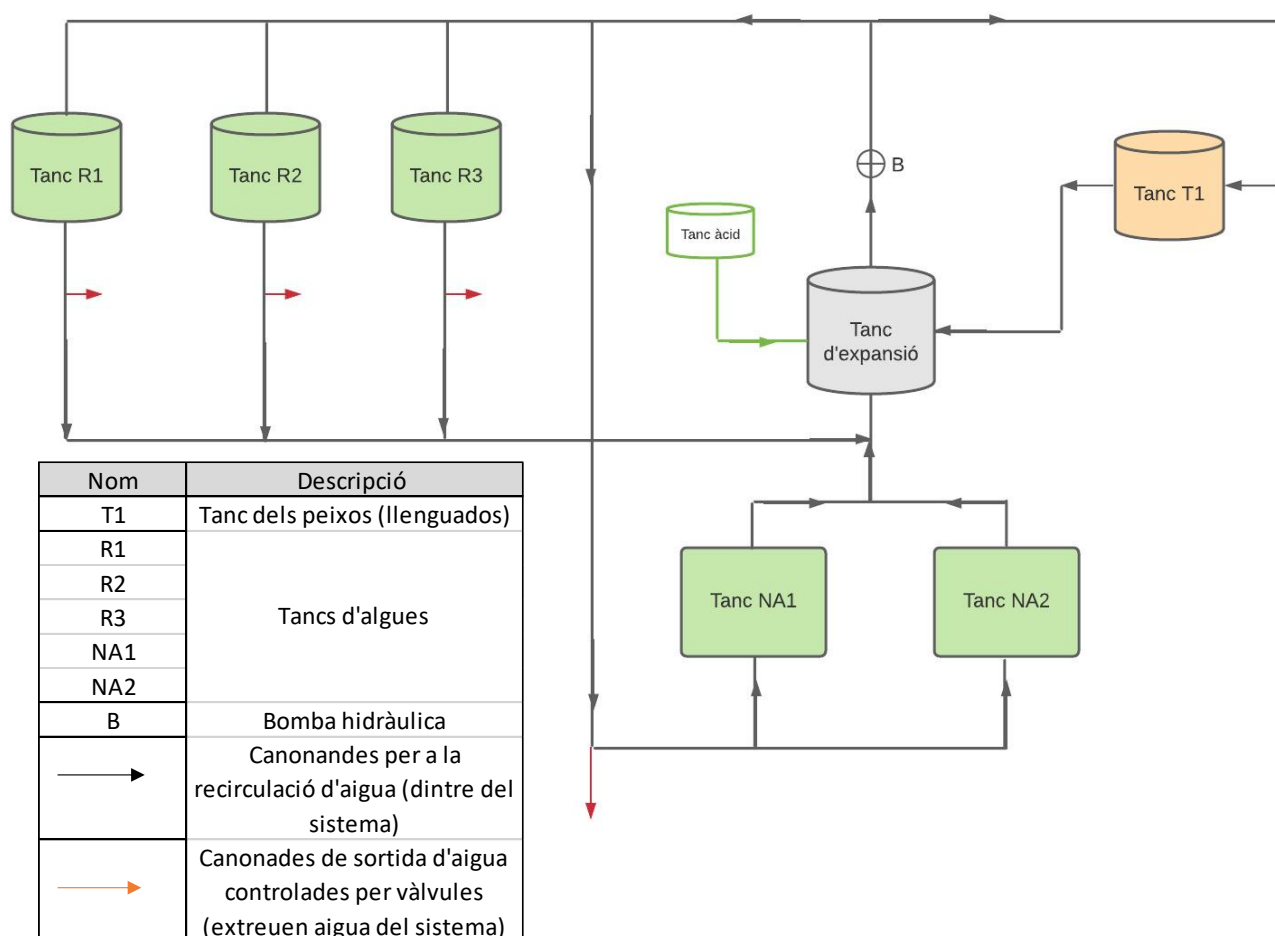 Tanc R1
Tanc R2
Tanc R3
B
Tanc T1
Tanc àcid
Tanc
d'expansió
Tanc NA1
Tanc NA2
Nom Descripció
T1 Tanc dels peixos (llenguados)
R1
R2
R3 Tancs d'algues
NA1
NA2
B Bomba hidràulica
Canonandes per a la
recirculació d'aigua (dintre del
sistema)
Canonades de sortida d'aigua
controlades per vàlvules
(extreuen aigua del sistema)